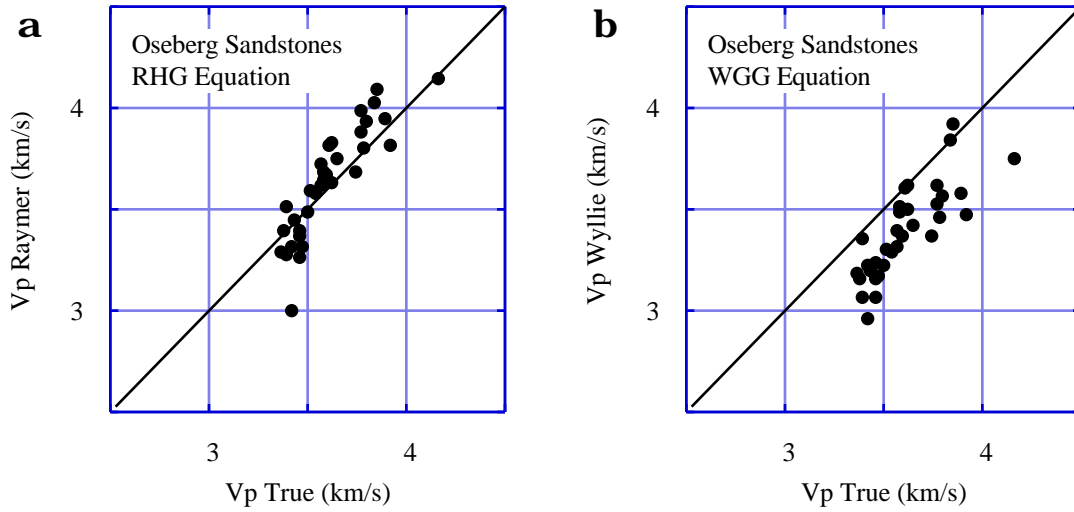 a
Oseberg Sandstones
RHG Equation
Vp Raymer (km/s)
4
3
3 4
Vp True (km/s)
b
Oseberg Sandstones
WGG Equation
Vp Wyllie (km/s)
4
3
3 4
Vp True (km/s)